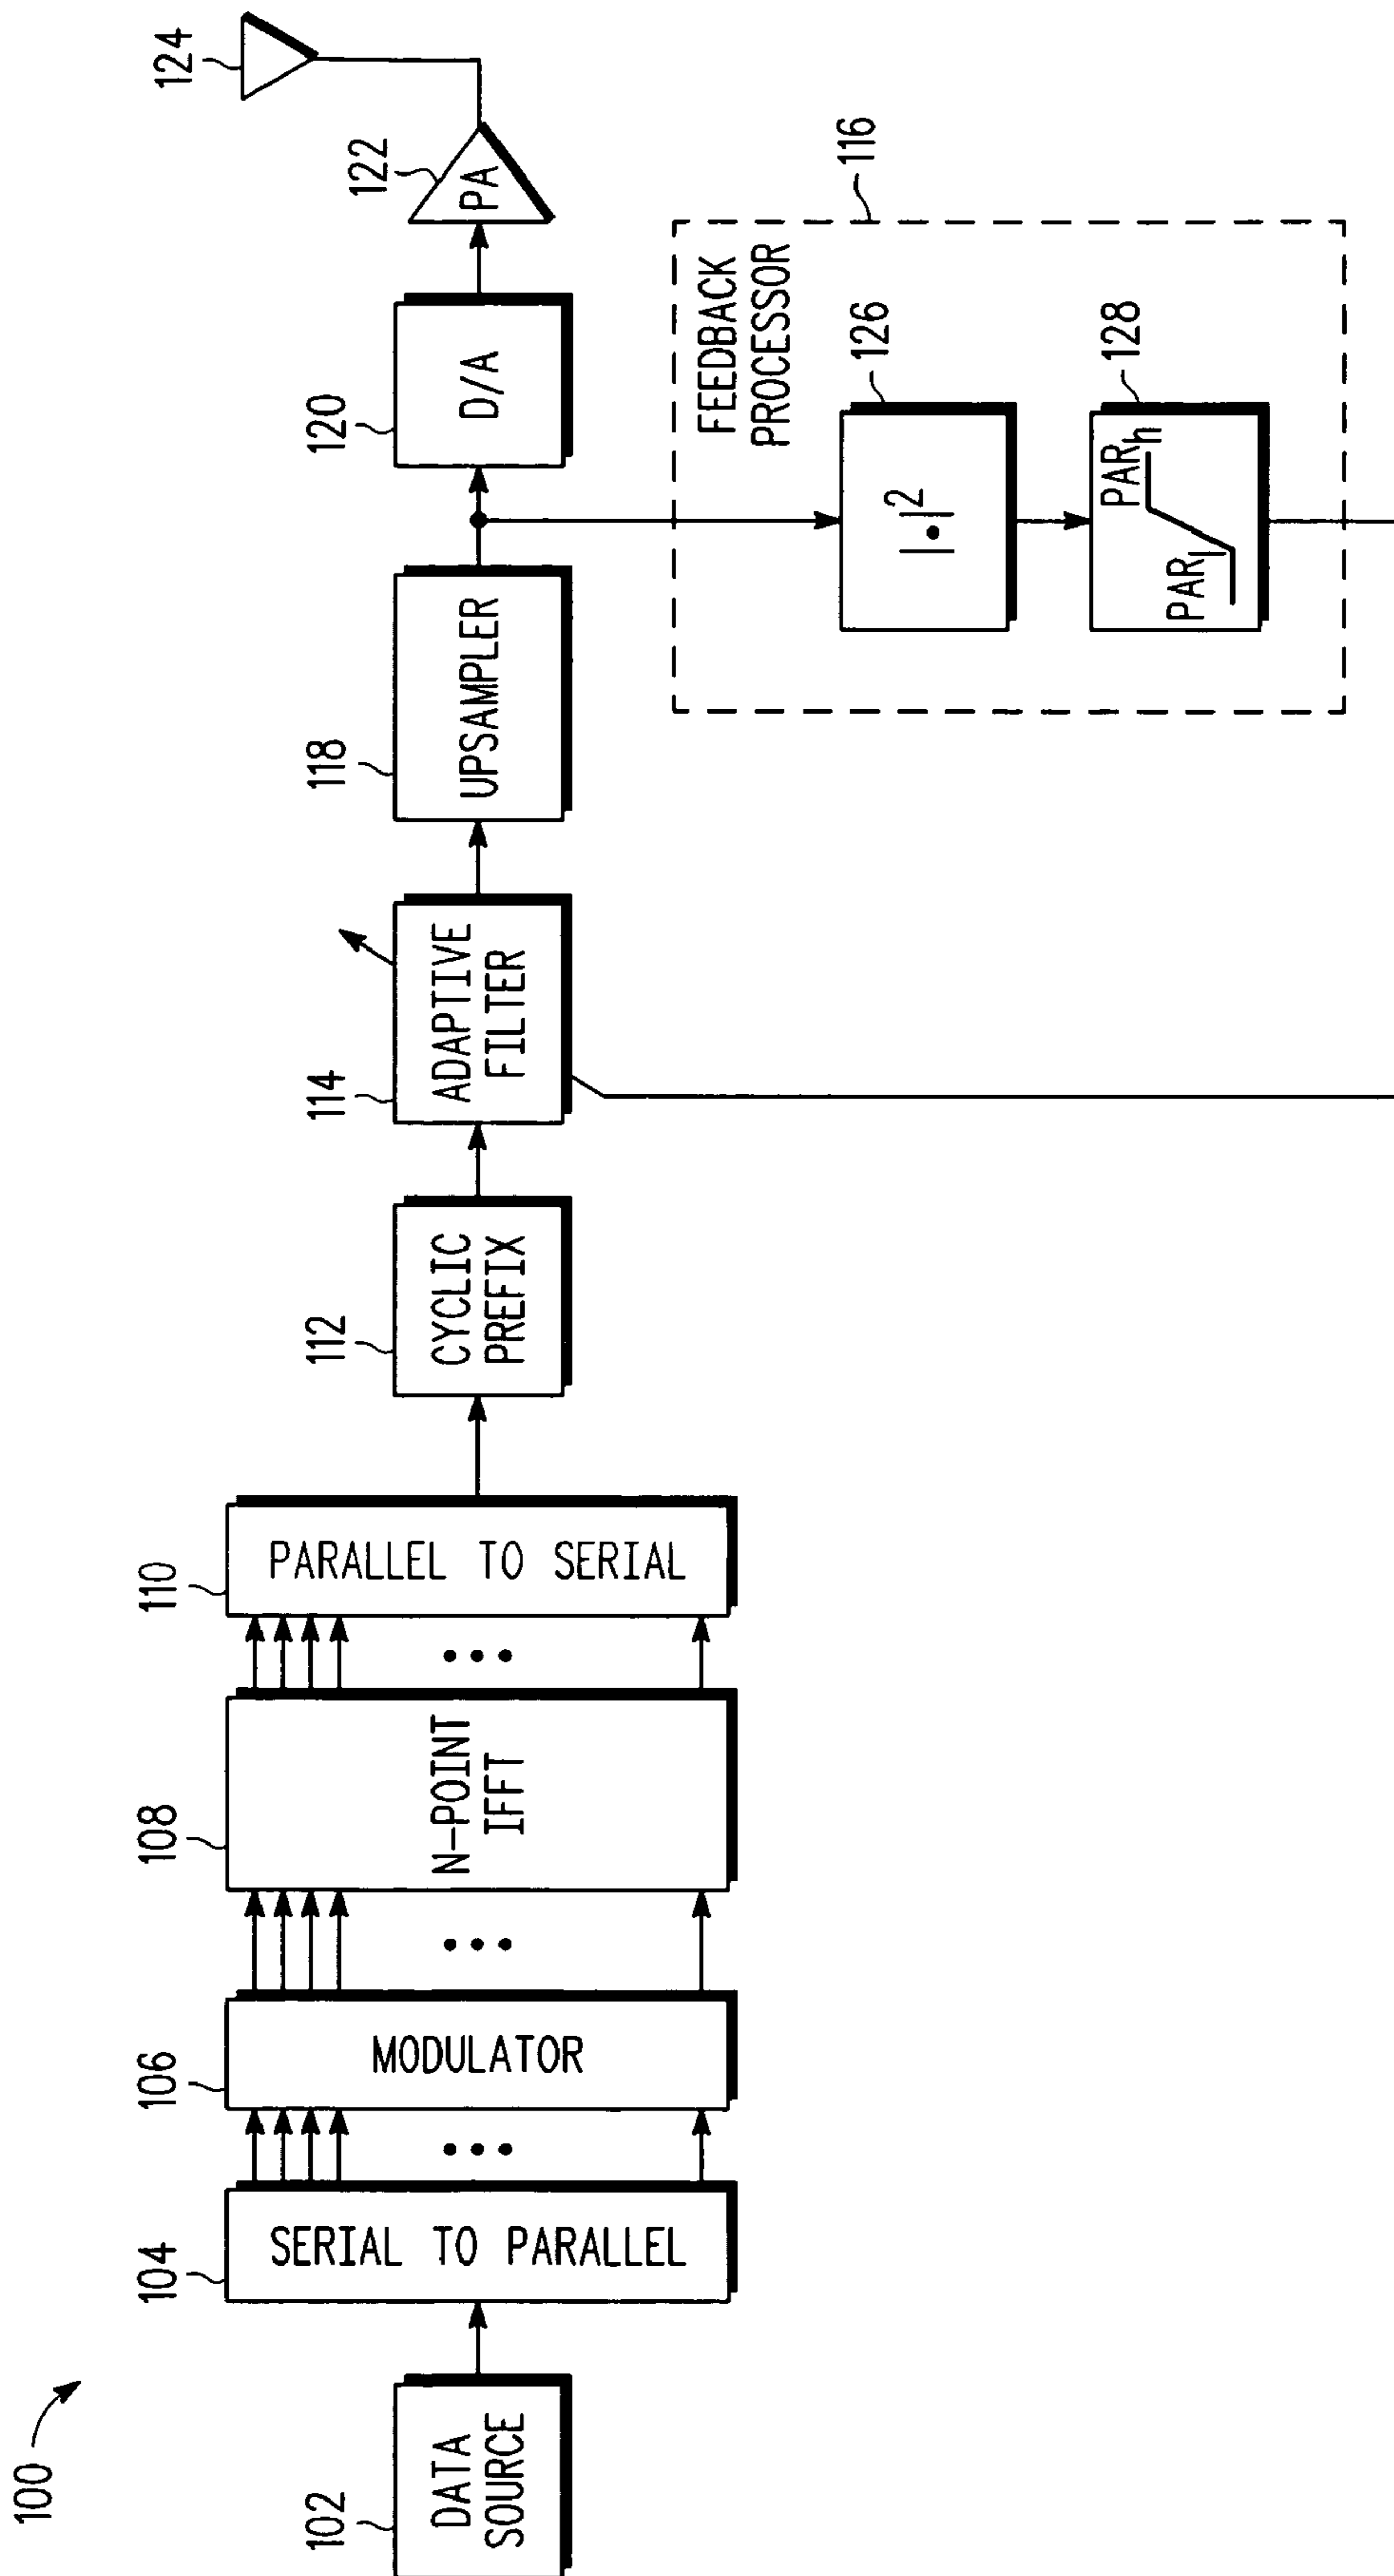 100
102
DATA
SOURCE
104
SERIAL TO PARALLEL
106
MODULATOR
108
N-POINT
IFFT
110
PARALLEL TO SERIAL
112
CYCLIC
PREFIX
114
ADAPTIVE
FILTER
118
UPSAMPLER
120
D/A
122
PA
124
FEEDBACK
PROCESSOR
116
126
|•|²
128
PARₗ
PARₕ